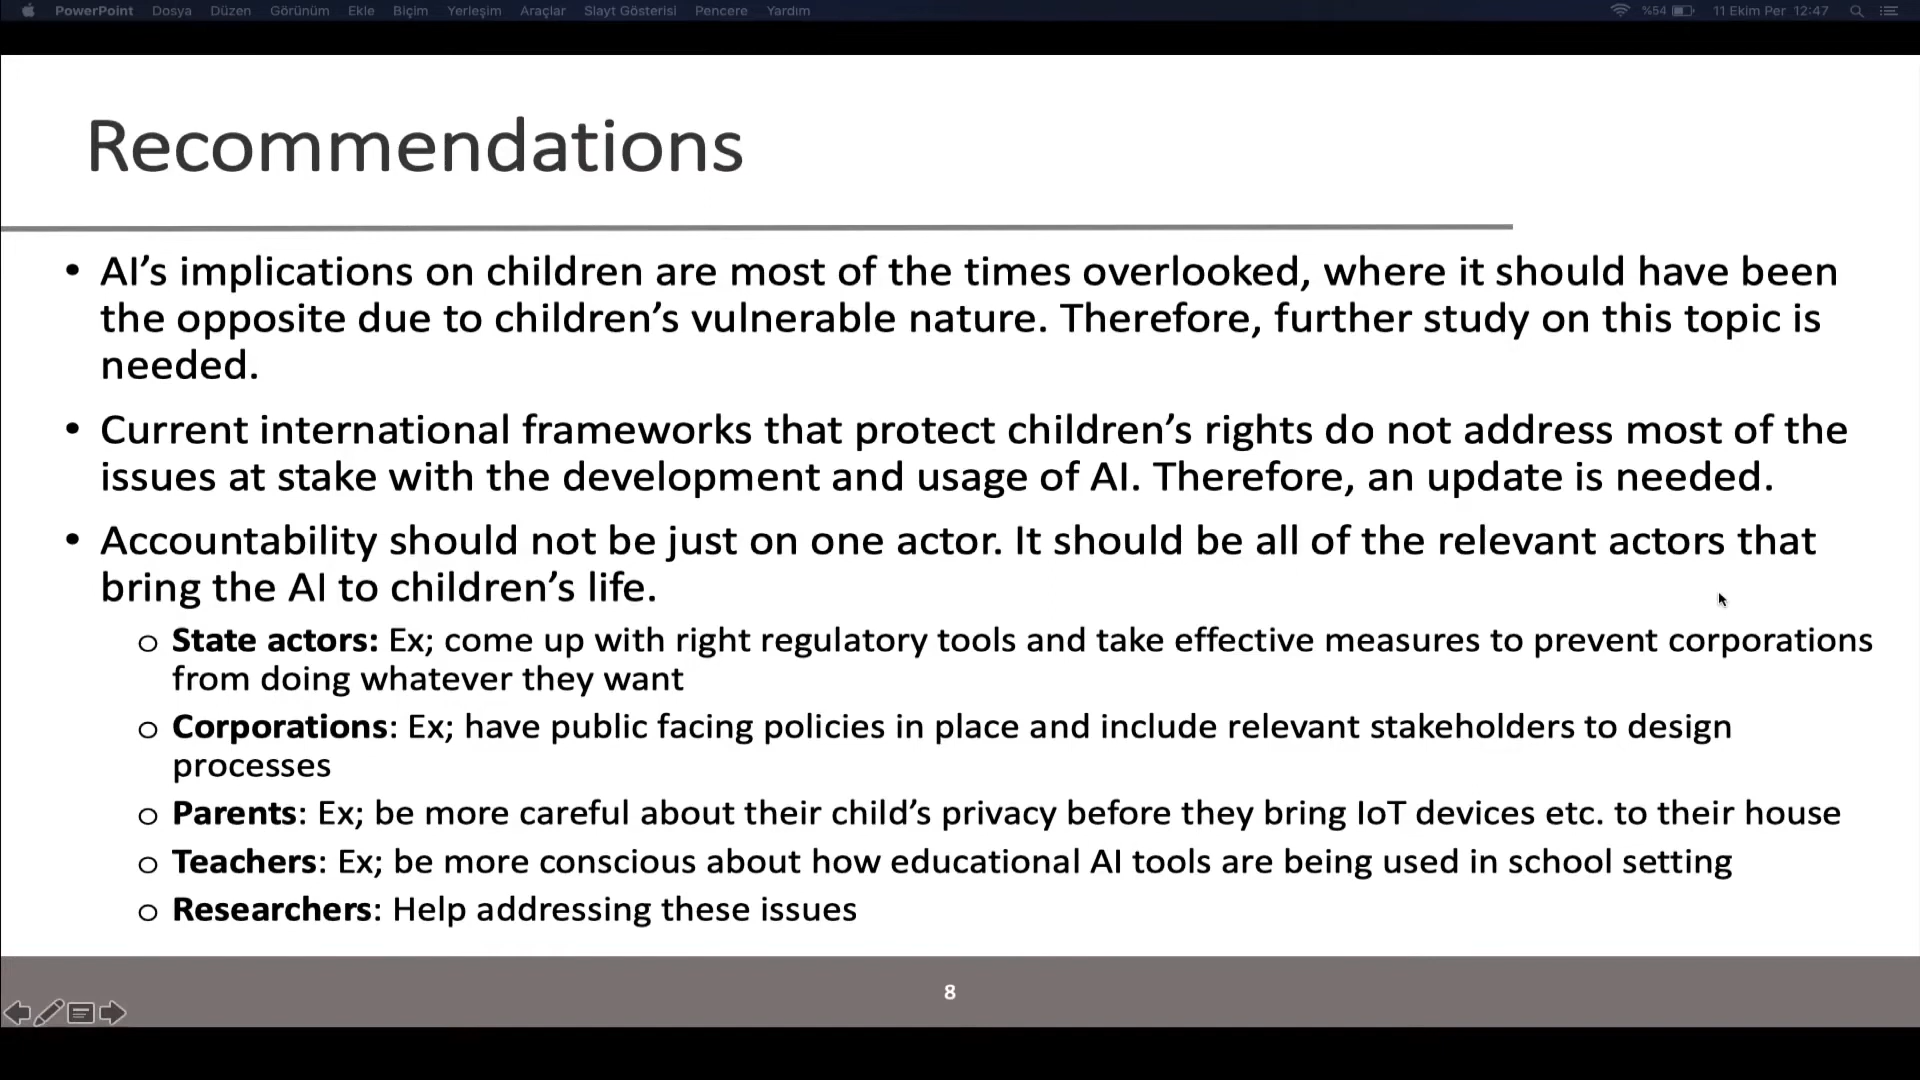 PowerPoint Dosya Düzen Görünüm Ekle Biçim Yerleşim Araçlar Slayt Gösterisi Pencere Yardım %54 11 Ekim Per 12:47
Recommendations
• AI’s implications on children are most of the times overlooked, where it should have been
the opposite due to children’s vulnerable nature. Therefore, further study on this topic is
needed.
• Current international frameworks that protect children’s rights do not address most of the
issues at stake with the development and usage of AI. Therefore, an update is needed.
• Accountability should not be just on one actor. It should be all of the relevant actors that
bring the AI to children’s life.
o State actors: Ex; come up with right regulatory tools and take effective measures to prevent corporations
from doing whatever they want
o Corporations: Ex; have public facing policies in place and include relevant stakeholders to design
processes
o Parents: Ex; be more careful about their child’s privacy before they bring IoT devices etc. to their house
o Teachers: Ex; be more conscious about how educational AI tools are being used in school setting
o Researchers: Help addressing these issues
8